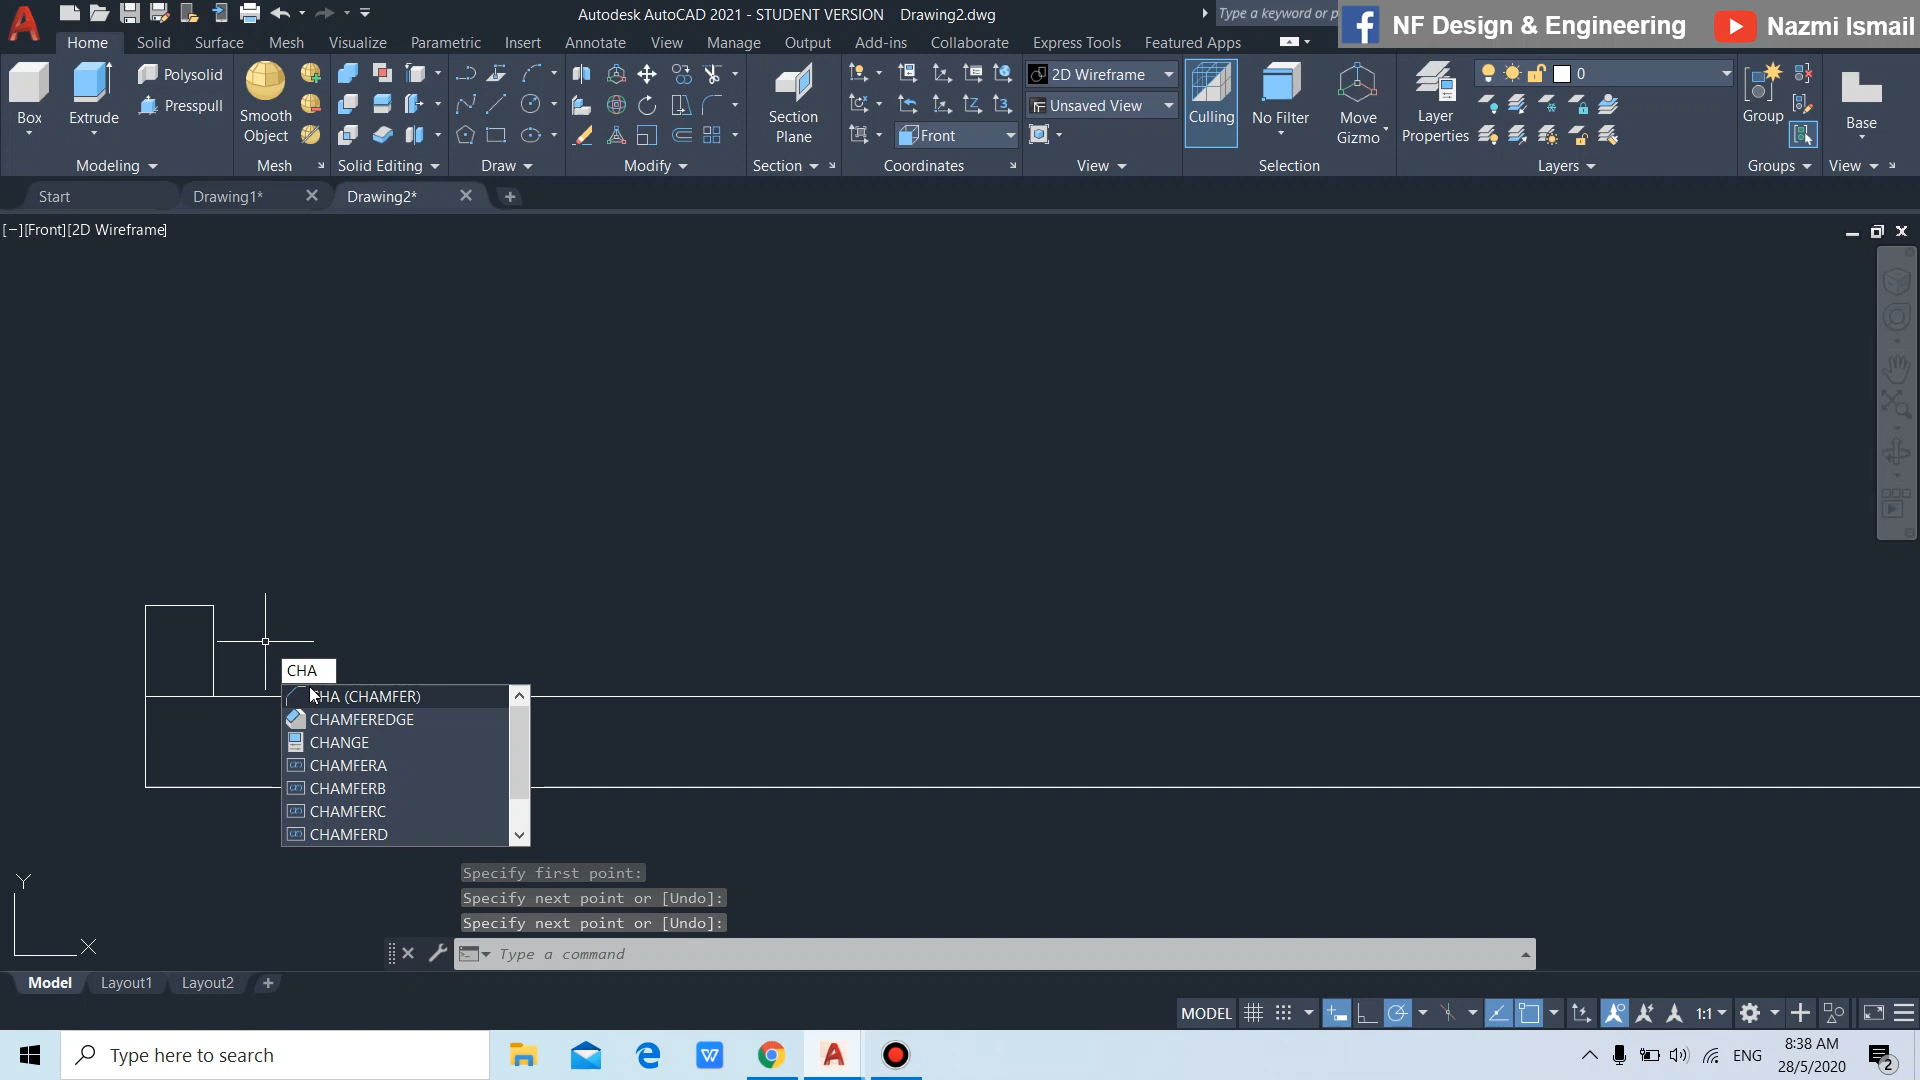 Autodesk AutoCAD 2021 - STUDENT VERSION Drawing2.dwg
Type a keyword or p
NF Design & Engineering
Nazmi Ismail
Home Solid Surface Mesh Visualize Parametric Insert Annotate View Manage Output Add-ins Collaborate Express Tools Featured Apps
Box
Extrude
Polysolid
Presspull
Smooth
Object
Section
Plane
Front
2D Wireframe
Unsaved View
Culling
No Filter
Move
Gizmo
Layer
Properties
0
Group
Base
Modeling Mesh Solid Editing Draw Modify Section Coordinates View Selection Layers Groups View
Start Drawing1* Drawing2*
[−][Front][2D Wireframe]
CHA
CHA (CHAMFER)
CHAMFEREDGE
CHANGE
CHAMFERA
CHAMFERB
CHAMFERC
CHAMFERD
Specify first point:
Specify next point or [Undo]:
Specify next point or [Undo]:
Type a command
Y
X
Model Layout1 Layout2
MODEL 1:1
Type here to search
ENG
8:38 AM
28/5/2020
2